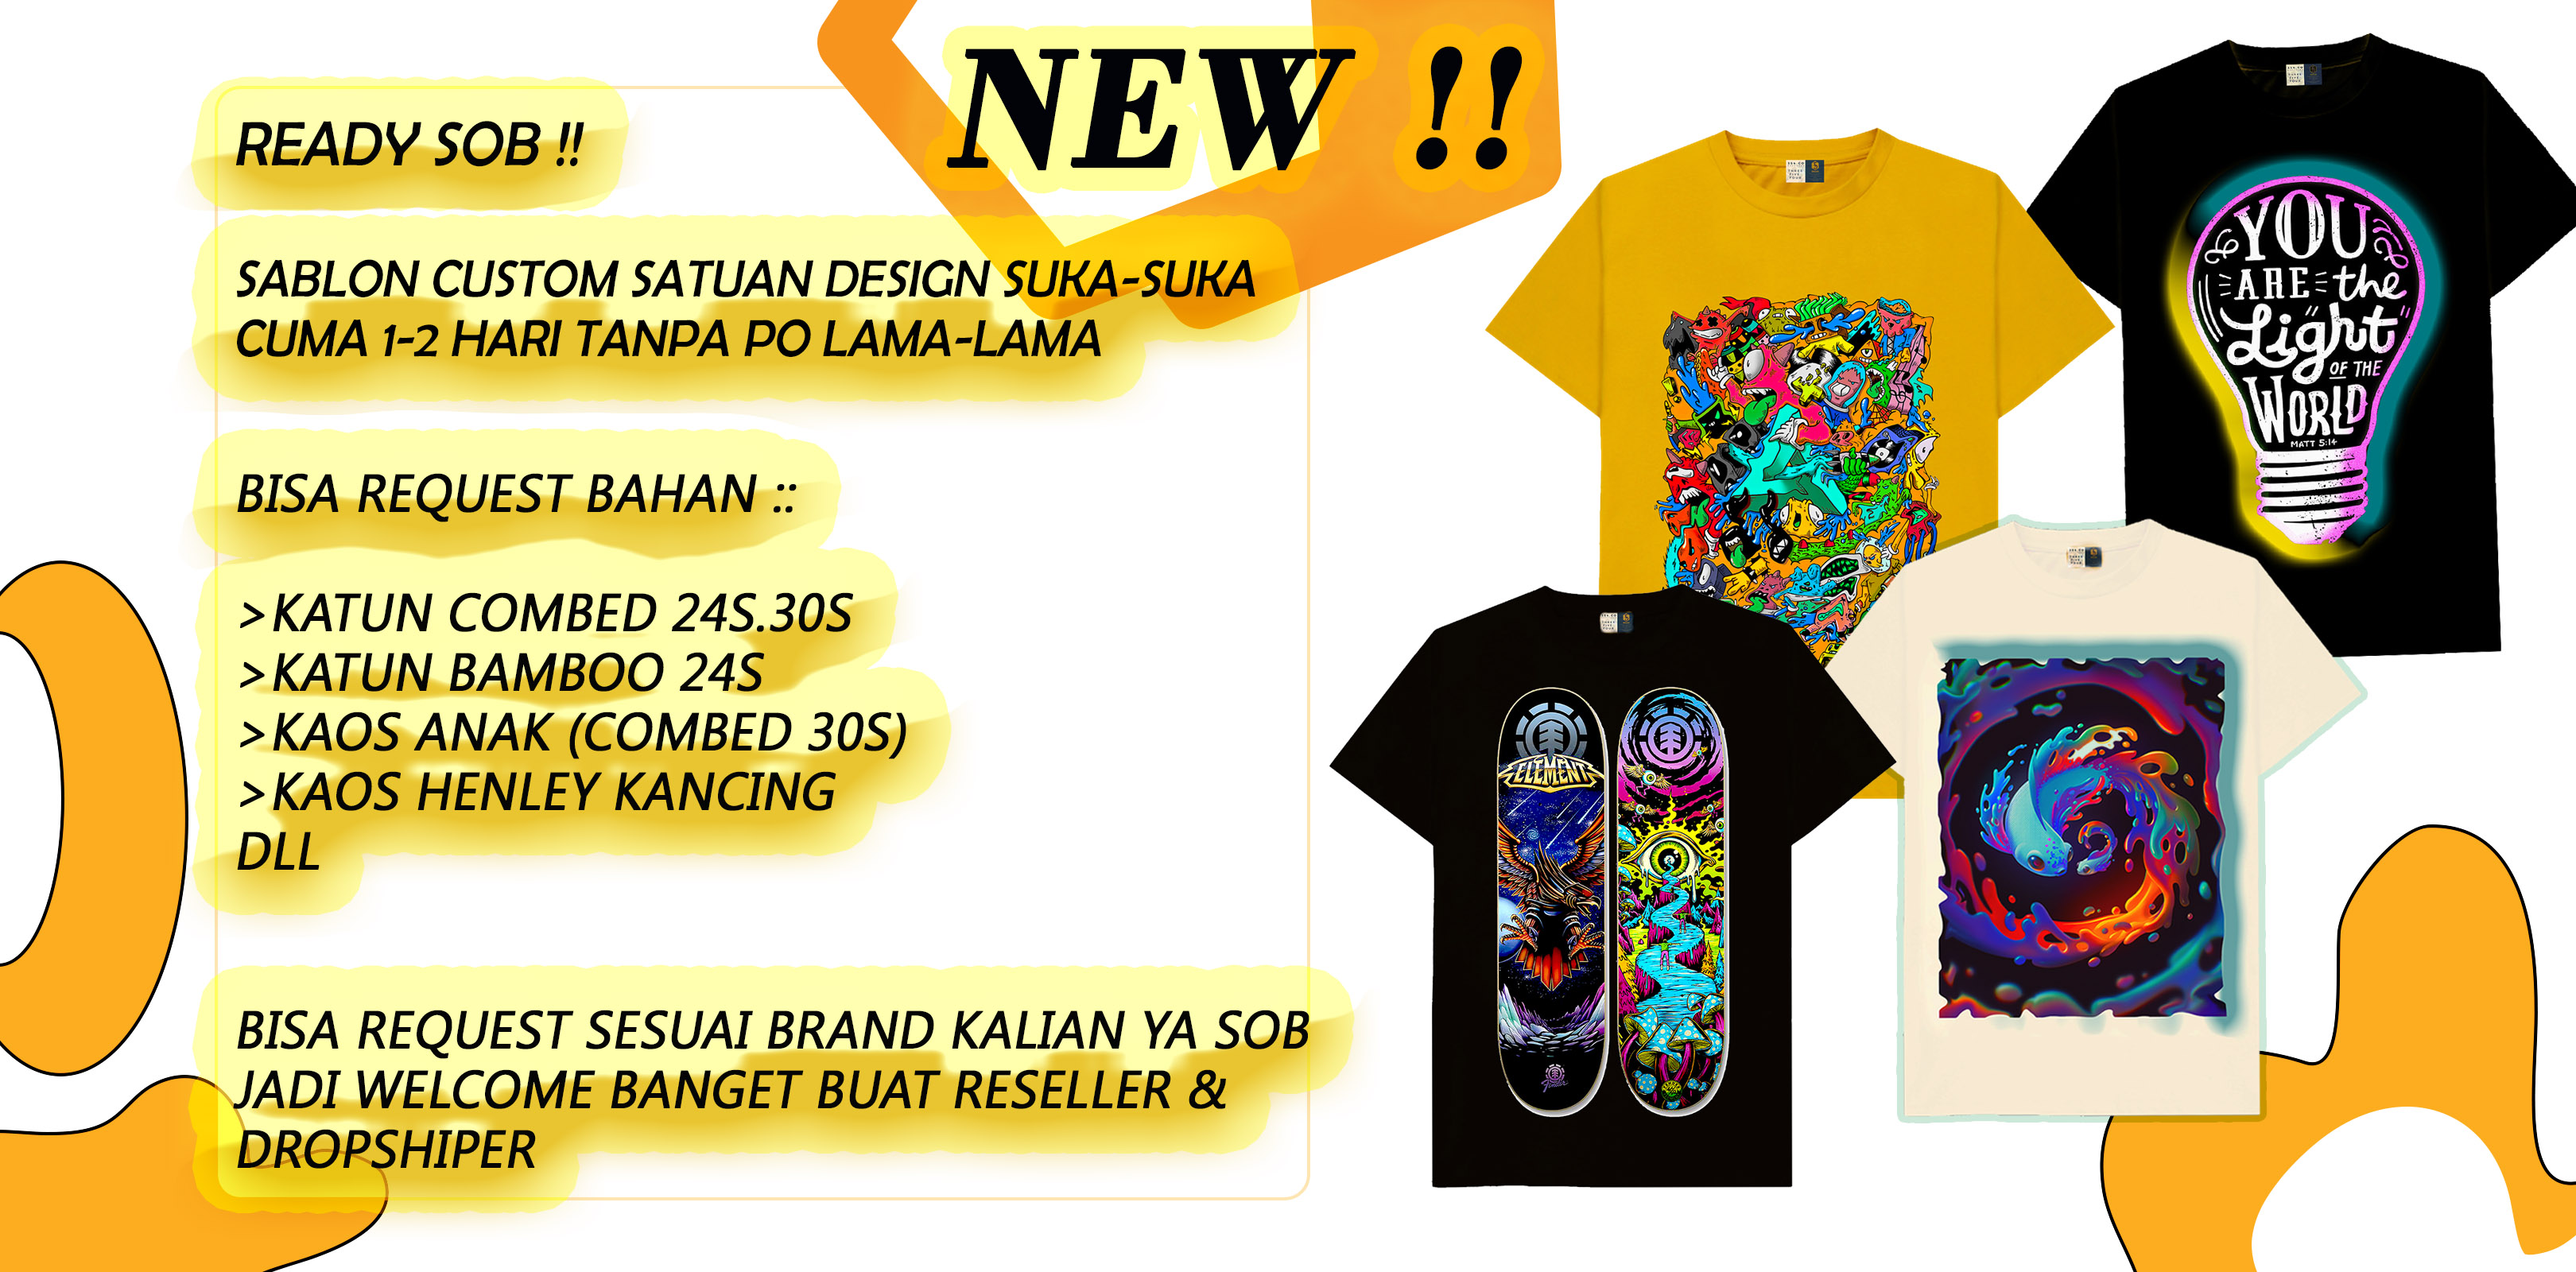 NEW !!
READY SOB !!
SABLON CUSTOM SATUAN DESIGN SUKA-SUKA
CUMA 1-2 HARI TANPA PO LAMA-LAMA
BISA REQUEST BAHAN ::
>KATUN COMBED 24S.30S
>KATUN BAMBOO 24S
>KAOS ANAK (COMBED 30S)
>KAOS HENLEY KANCING
DLL
BISA REQUEST SESUAI BRAND KALIAN YA SOB
JADI WELCOME BANGET BUAT RESELLER &
DROPSHIPER
YOU
ARE the
"Light"
OF THE
WORLD
MATT 5:14
ELEMENT